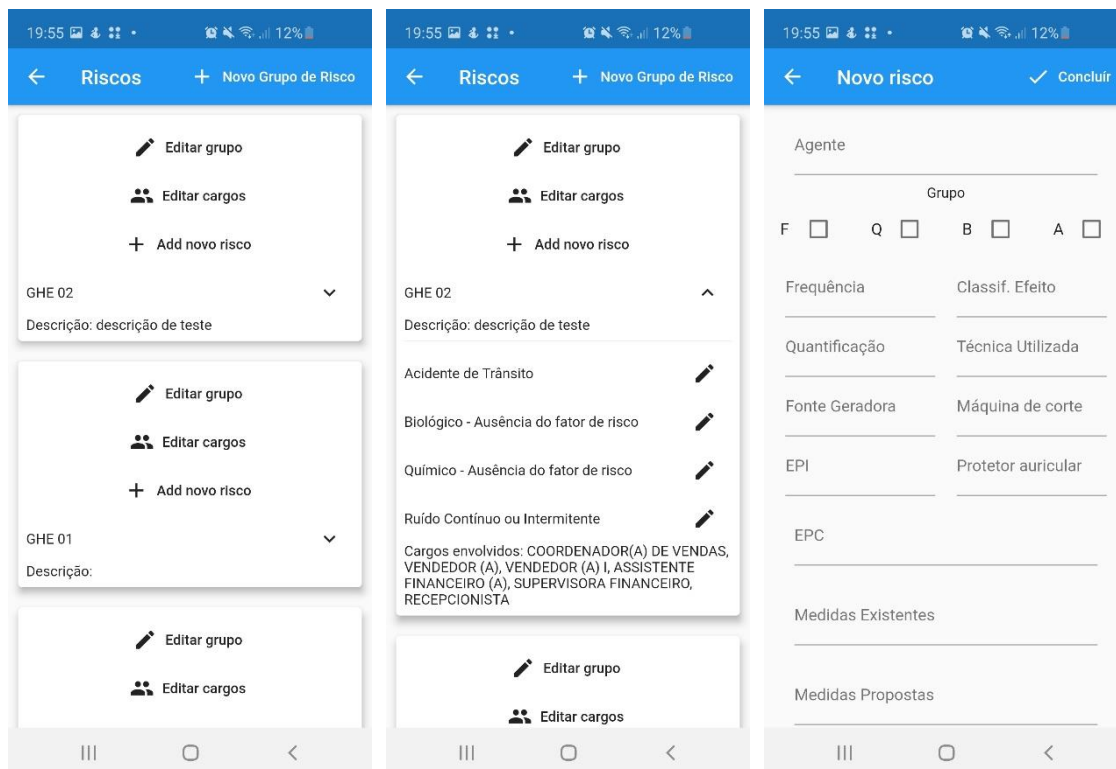 19:55 12%
Riscos + Novo Grupo de Risco
Editar grupo
Editar cargos
+ Add novo risco
GHE 02
Descrição: descrição de teste
Editar grupo
Editar cargos
+ Add novo risco
GHE 01
Descrição:
Editar grupo
Editar cargos
19:55 12%
Riscos + Novo Grupo de Risco
Editar grupo
Editar cargos
+ Add novo risco
GHE 02
Descrição: descrição de teste
Acidente de Trânsito
Biológico - Ausência do fator de risco
Químico - Ausência do fator de risco
Ruído Contínuo ou Intermitente
Cargos envolvidos: COORDENADOR(A) DE VENDAS,
VENDEDOR (A), VENDEDOR (A) I, ASSISTENTE
FINANCEIRO (A), SUPERVISORA FINANCEIRO,
RECEPCIONISTA
Editar grupo
Editar cargos
19:55 12%
Novo risco Concluír
Agente
Grupo
F Q B A
Frequência Classif. Efeito
Quantificação Técnica Utilizada
Fonte Geradora Máquina de corte
EPI Protetor auricular
EPC
Medidas Existentes
Medidas Propostas